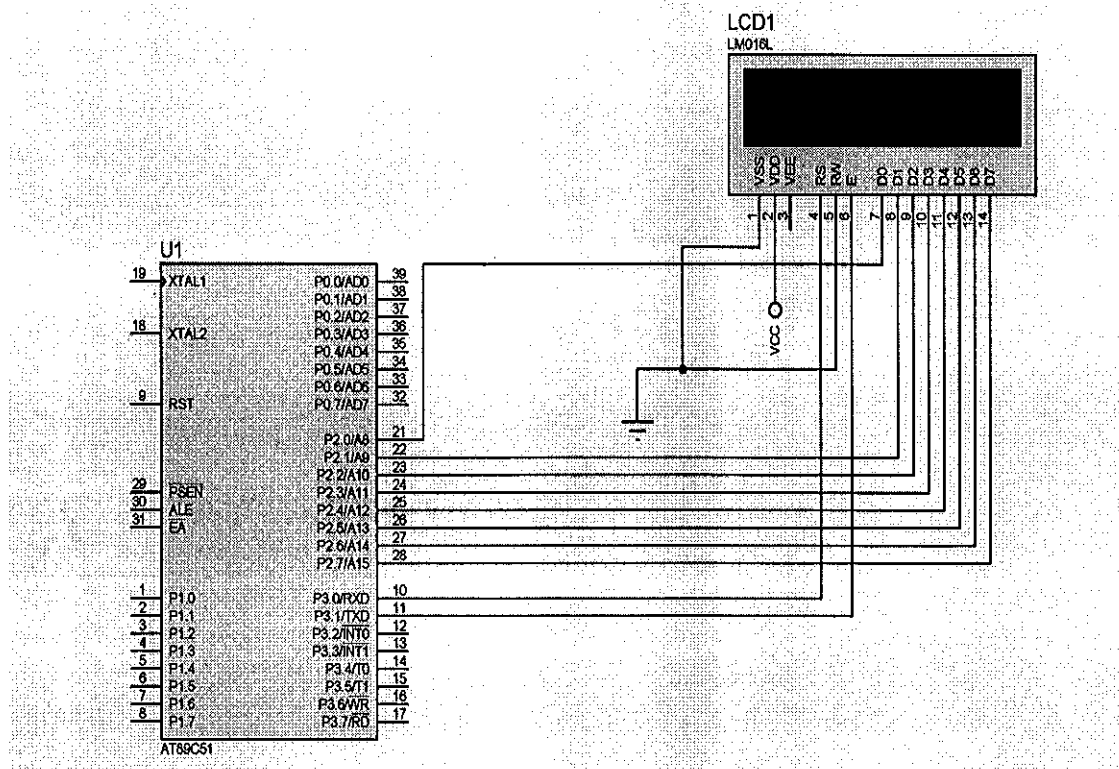 LCD1
LM016L
VSS
VDD
VEE
RS
RW
E
D0
D1
D2
D3
D4
D5
D6
D7
1
2
3
4
5
6
7
8
9
10
11
12
13
14
VCC
U1
19 XTAL1
18 XTAL2
9 RST
29 PSEN
30 ALE
31 EA
1 P1.0
2 P1.1
3 P1.2
4 P1.3
5 P1.4
6 P1.5
7 P1.6
8 P1.7
P0.0/AD0 39
P0.1/AD1 38
P0.2/AD2 37
P0.3/AD3 36
P0.4/AD4 35
P0.5/AD5 34
P0.6/AD6 33
P0.7/AD7 32
P2.0/A8 21
P2.1/A9 22
P2.2/A10 23
P2.3/A11 24
P2.4/A12 25
P2.5/A13 26
P2.6/A14 27
P2.7/A15 28
P3.0/RXD 10
P3.1/TXD 11
P3.2/INT0 12
P3.3/INT1 13
P3.4/T0 14
P3.5/T1 15
P3.6/WR 16
P3.7/RD 17
AT89C51